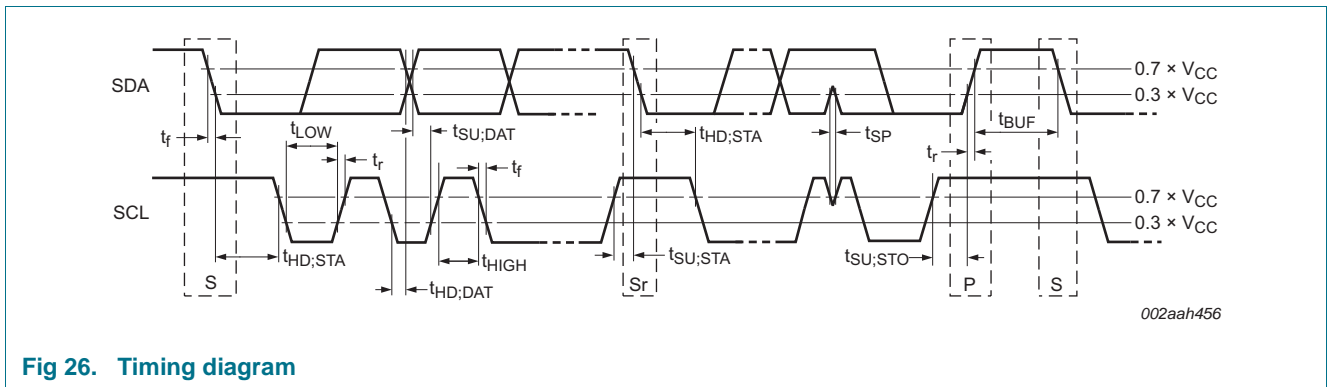 SDA
0.7 × VCC
0.3 × VCC
tf
tLOW
tr
tSU;DAT
tf
tHD;STA
tSP
tr
tBUF
SCL
0.7 × VCC
0.3 × VCC
tHD;STA
tHD;DAT
tHIGH
tSU;STA
tSU;STO
S
Sr
P
S
002aah456
Fig 26. Timing diagram